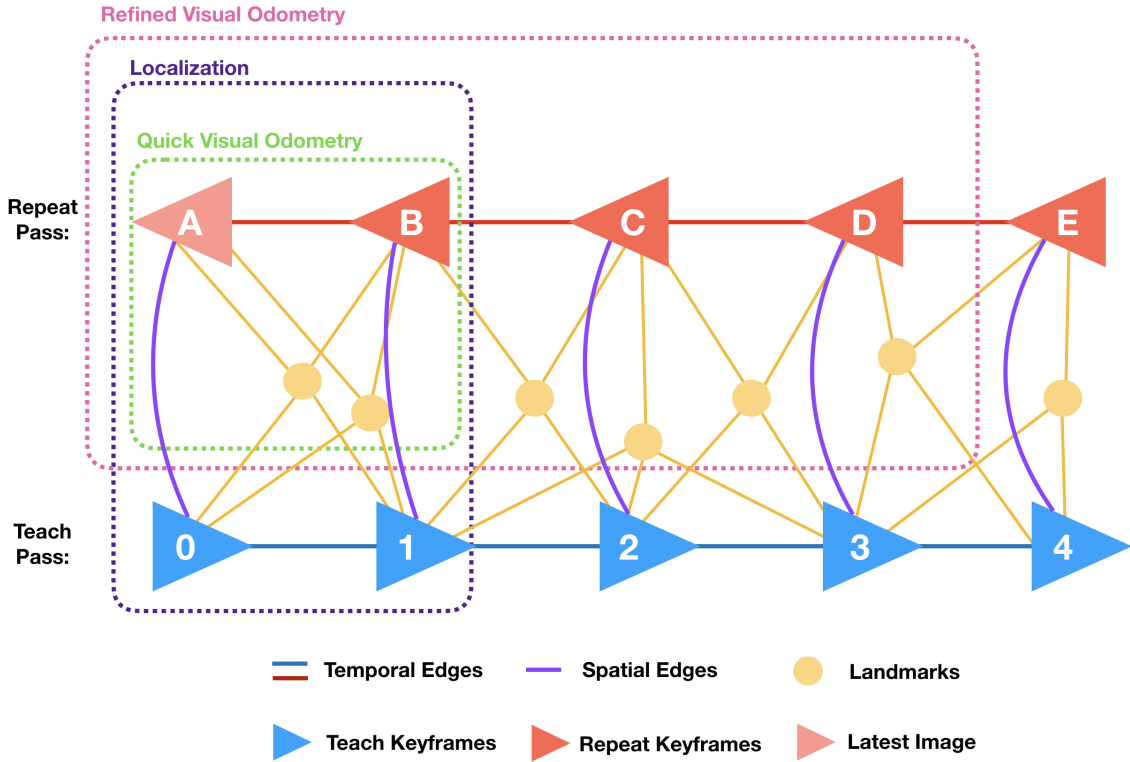 Refined Visual Odometry
Localization
Quick Visual Odometry
Repeat
Pass:
A
B
C
D
E
Teach
Pass:
0
1
2
3
4
Temporal Edges
Spatial Edges
Landmarks
Teach Keyframes
Repeat Keyframes
Latest Image